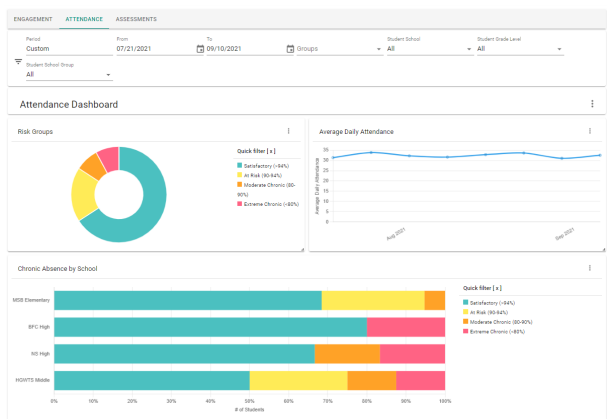 ENGAGEMENT ATTENDANCE ASSESSMENTS
Period From To Student School Student Grade Level
Custom 07/21/2021 09/10/2021 Groups All All
Student School Group
All
Attendance Dashboard
Risk Groups
Quick filter [ x ]
Satisfactory (>94%)
At Risk (90-94%)
Moderate Chronic (80-
90%)
Extreme Chronic (<80%)
Average Daily Attendance
Average Daily Attendance
35
30
25
20
15
10
5
0
Aug 2021 Sep 2021
Chronic Absence by School
MSB Elementary
BFC High
NS High
HGWTS Middle
0% 10% 20% 30% 40% 50% 60% 70% 80% 90% 100%
# of Students
Quick filter [ x ]
Satisfactory (>94%)
At Risk (90-94%)
Moderate Chronic (80-90%)
Extreme Chronic (<80%)